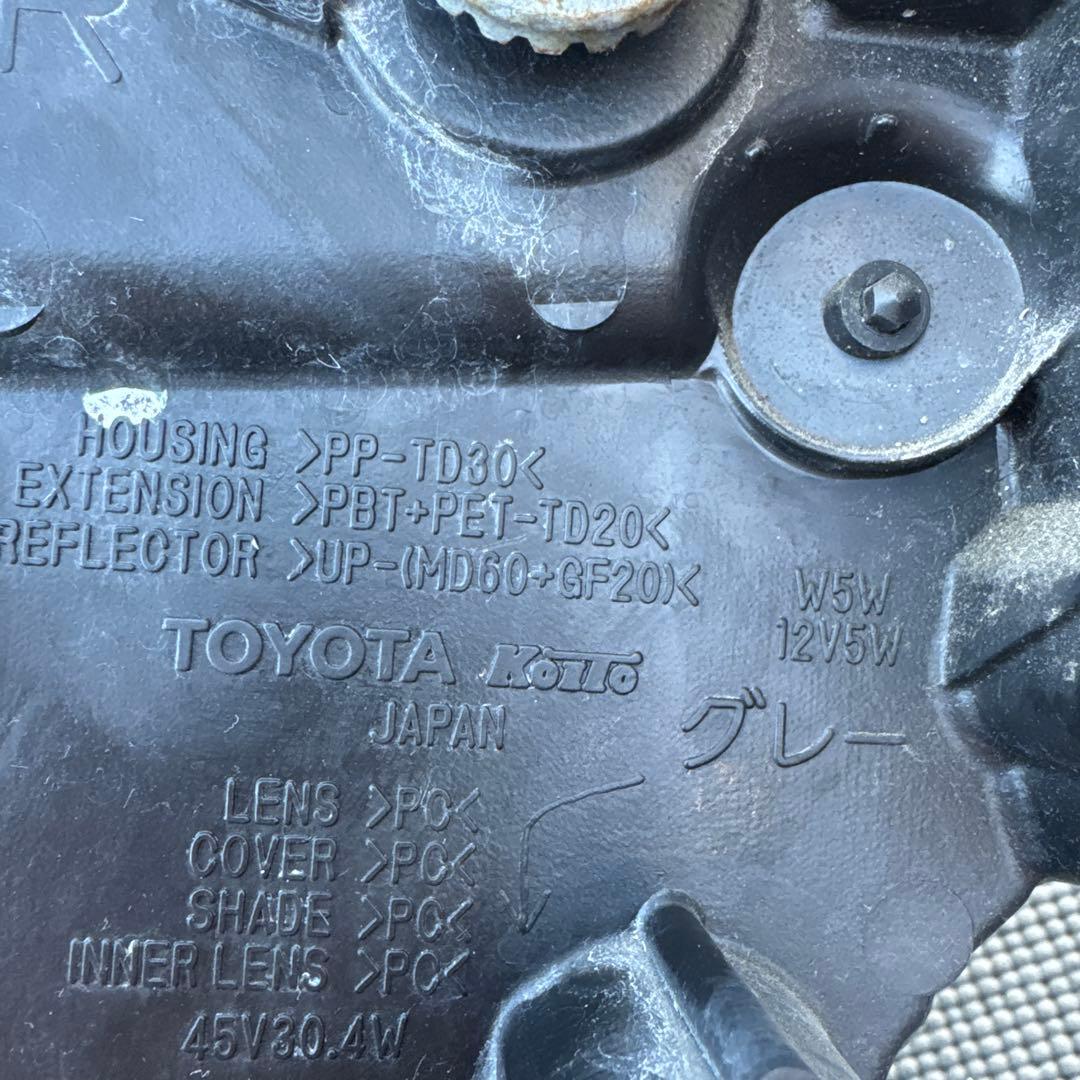 R
HOUSING >PP-TD30<
EXTENSION >PBT+PET-TD20<
REFLECTOR >UP-(MD60+GF20)<
W5W
12V5W
TOYOTA KOITO
JAPAN
グレー
LENS >PC<
COVER >PC<
SHADE >PC<
INNER LENS >PC<
45V30.4W